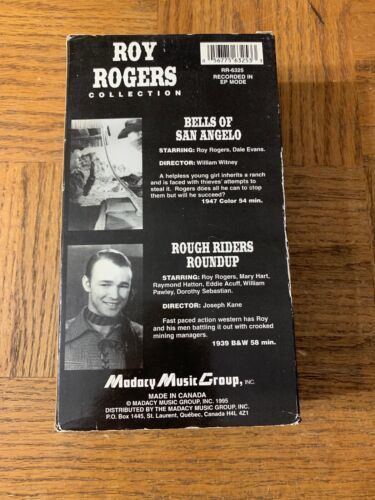 ROY
ROGERS
COLLECTION
0 56775 63253 9
RR-6325
RECORDED IN
EP MODE
BELLS OF
SAN ANGELO
STARRING: Roy Rogers, Dale Evans.
DIRECTOR: William Witney
A helpless young girl inherits a ranch
and is faced with thieves' attempts to
steal it. Rogers does all he can to stop
them but will he succeed?
1947 Color 54 min.
ROUGH RIDERS
ROUNDUP
STARRING: Roy Rogers, Mary Hart,
Raymond Hatton, Eddie Acuff, William
Pawley, Dorothy Sebastian.
DIRECTOR: Joseph Kane
Fast paced action western has Roy
and his men battling it out with crooked
mining managers.
1939 B&W 58 min.
Madacy Music Group, INC.
MADE IN CANADA
© MADACY MUSIC GROUP, INC. 1995
DISTRIBUTED BY THE MADACY MUSIC GROUP, INC.
P.O. Box 1445, St. Laurent, Québec, Canada H4L 4Z1